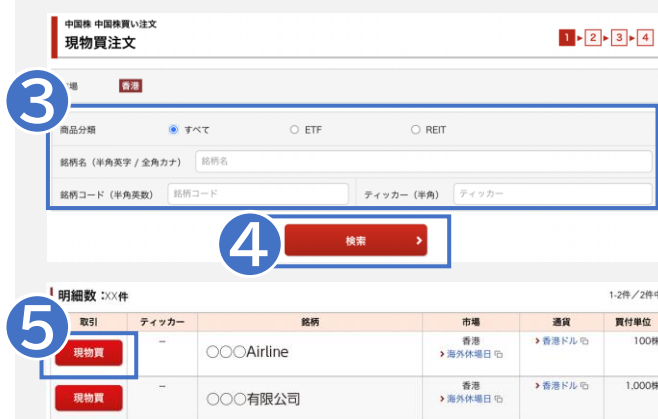 中国株 中国株買い注文
現物買注文
1 2 3 4
3
場 香港
商品分類 すべて ETF REIT
銘柄名（半角英字 / 全角カナ） 銘柄名
銘柄コード（半角英数） 銘柄コード ティッカー（半角） ティッカー
4
検索
明細数：XX件 1-2件／2件中
5
取引 ティッカー 銘柄 市場 通貨 買付単位
現物買 -- ○○○Airline 香港 香港ドル 100株
海外休場日
現物買 -- ○○○有限公司 香港 香港ドル 1,000株
海外休場日